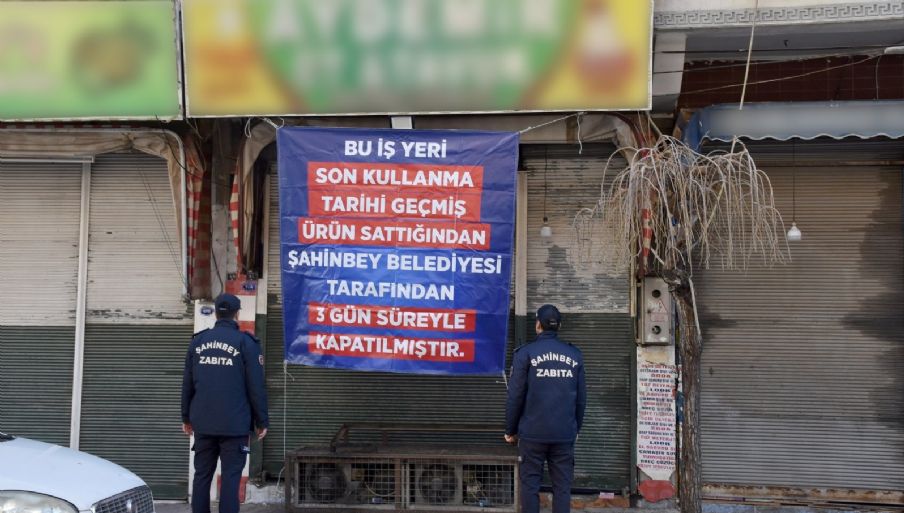 BU İŞ YERİ
SON KULLANMA
TARİHİ GEÇMİŞ
ÜRÜN SATTIĞINDAN
ŞAHİNBEY BELEDİYESİ
TARAFINDAN
3 GÜN SÜREYLE
KAPATILMIŞTIR.
ŞAHİNBEY
ZABITA
ŞAHİNBEY
ZABITA